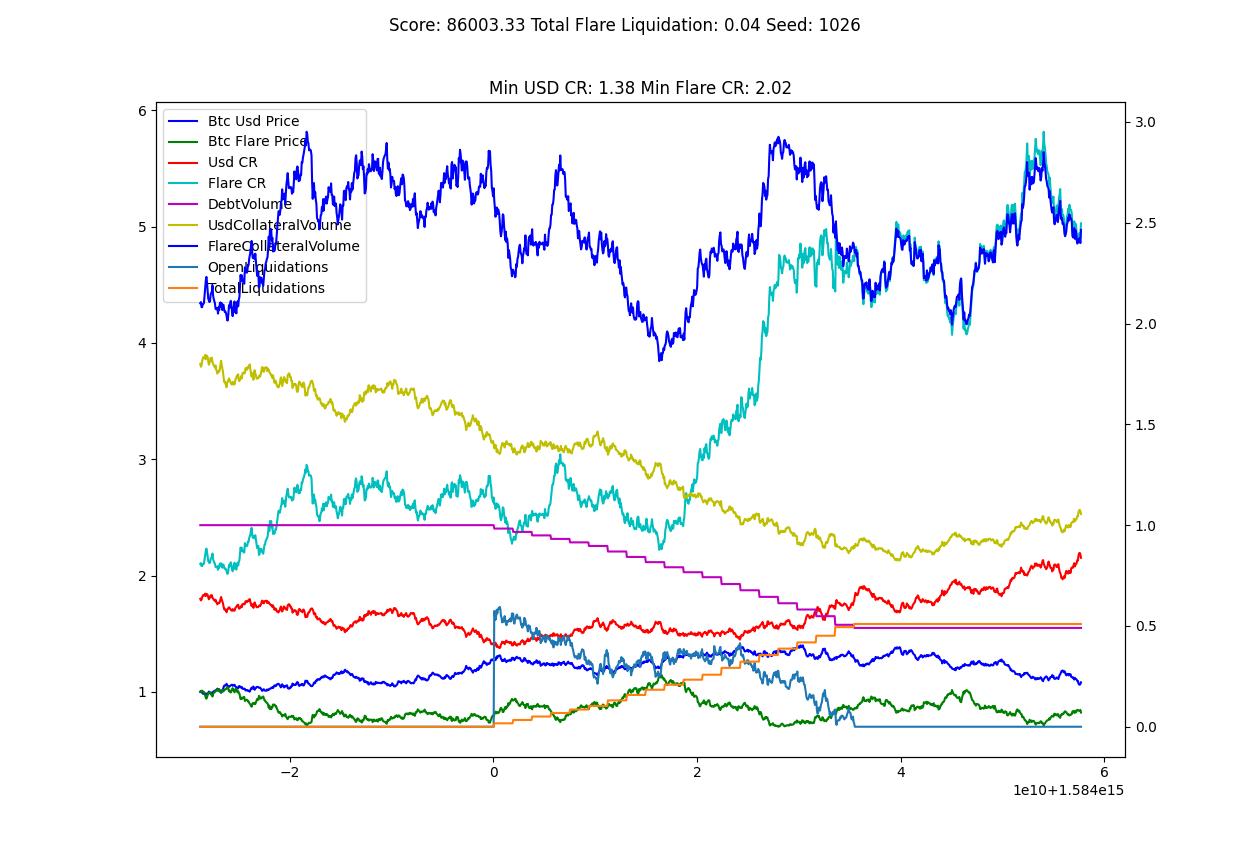 Score: 86003.33 Total Flare Liquidation: 0.04 Seed: 1026
Min USD CR: 1.38 Min Flare CR: 2.02
Btc Usd Price
Btc Flare Price
Usd CR
Flare CR
DebtVolume
UsdCollateralVolume
FlareCollateralVolume
OpenLiquidations
TotalLiquidations
6
5
4
3
2
1
3.0
2.5
2.0
1.5
1.0
0.5
0.0
−2
0
2
4
6
1e10+1.584e15